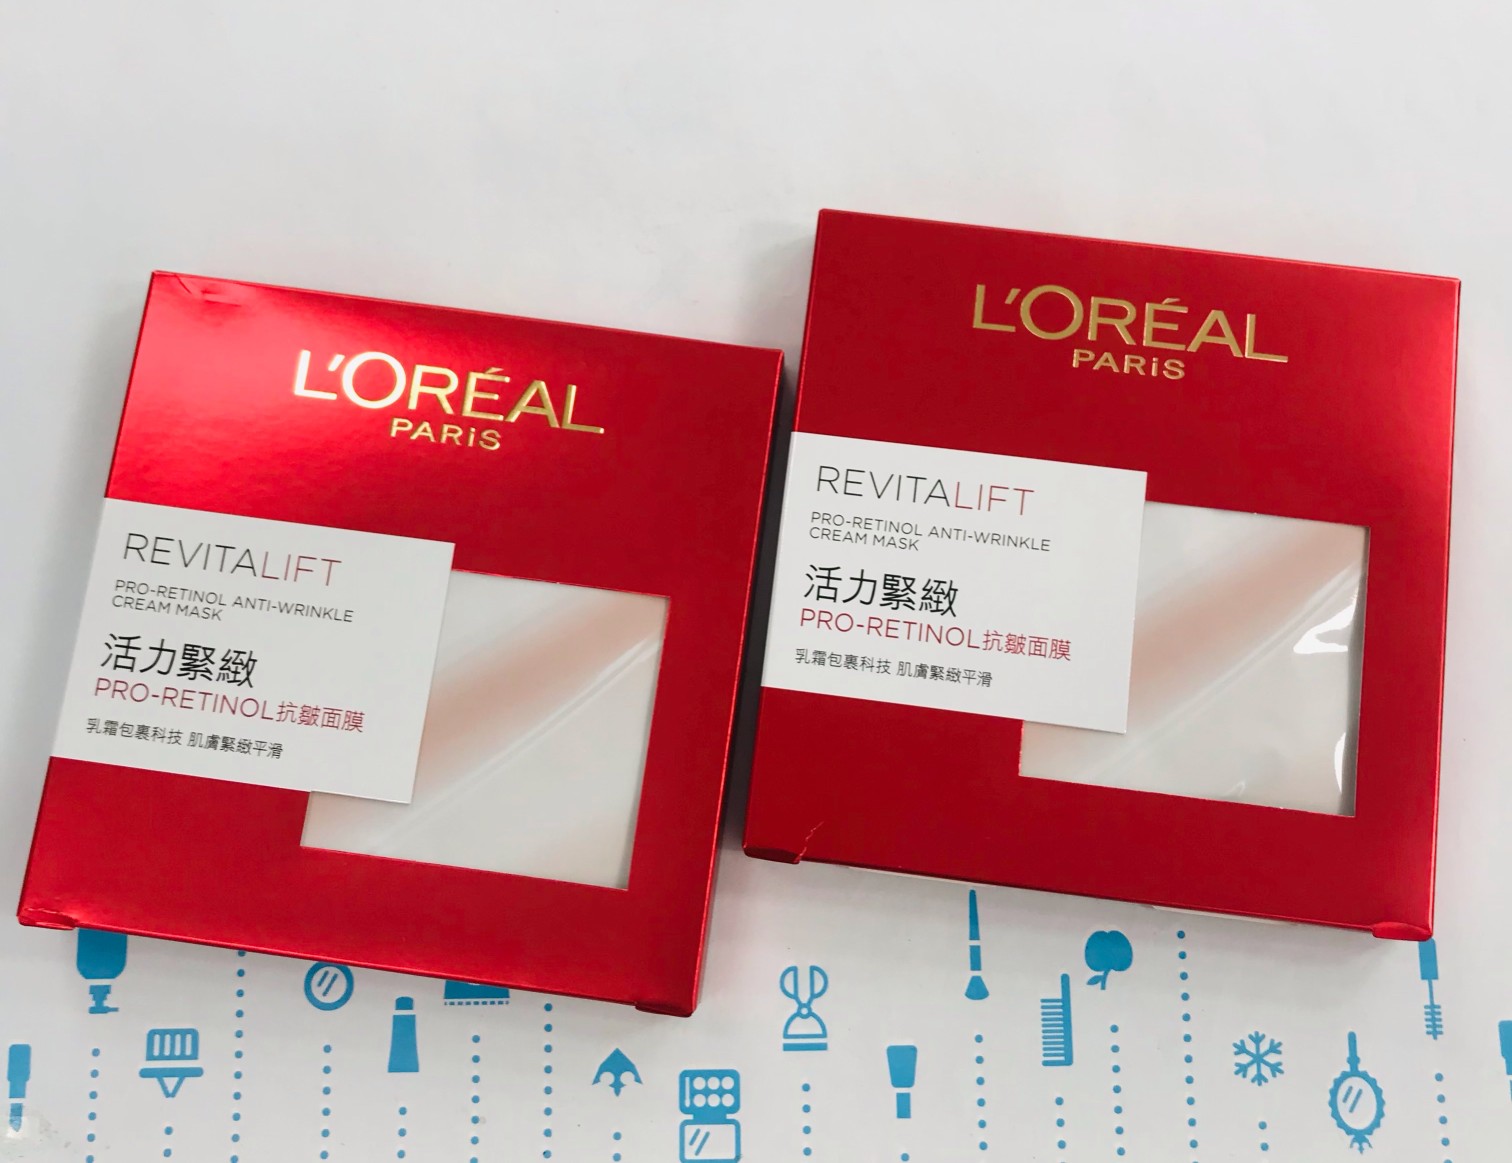 L'ORÉAL
PARiS
REVITALIFT
PRO-RETINOL ANTI-WRINKLE
CREAM MASK
活力緊緻
PRO-RETINOL抗皺面膜
乳霜包裹科技 肌膚緊緻平滑
L'ORÉAL
PARiS
REVITALIFT
PRO-RETINOL ANTI-WRINKLE
CREAM MASK
活力緊緻
PRO-RETINOL抗皺面膜
乳霜包裹科技 肌膚緊緻平滑